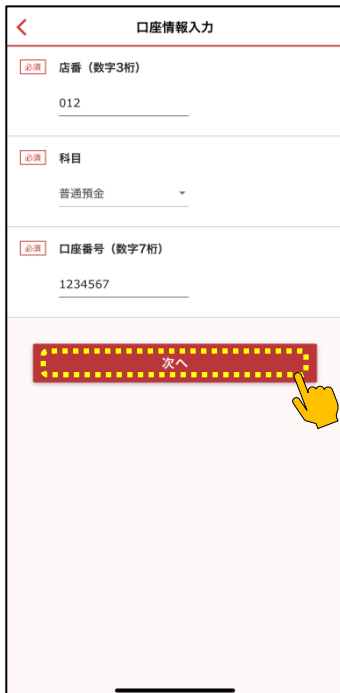 口座情報入力
必須 店番（数字3桁）
012
必須 科目
普通預金
必須 口座番号（数字7桁）
1234567
次へ